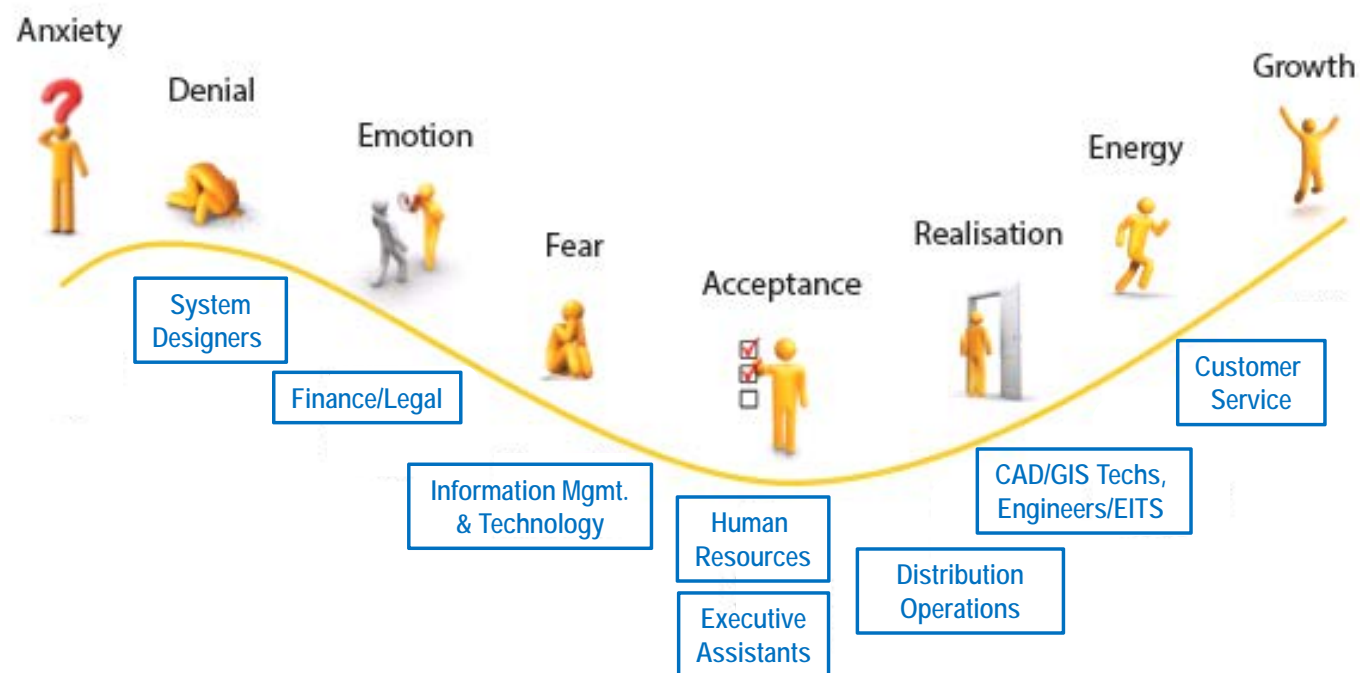 Anxiety
Denial
Emotion
Fear
Acceptance
Realisation
Energy
Growth
System
Designers
Finance/Legal
Information Mgmt.
& Technology
Human
Resources
Executive
Assistants
Distribution
Operations
CAD/GIS Techs,
Engineers/EITS
Customer
Service